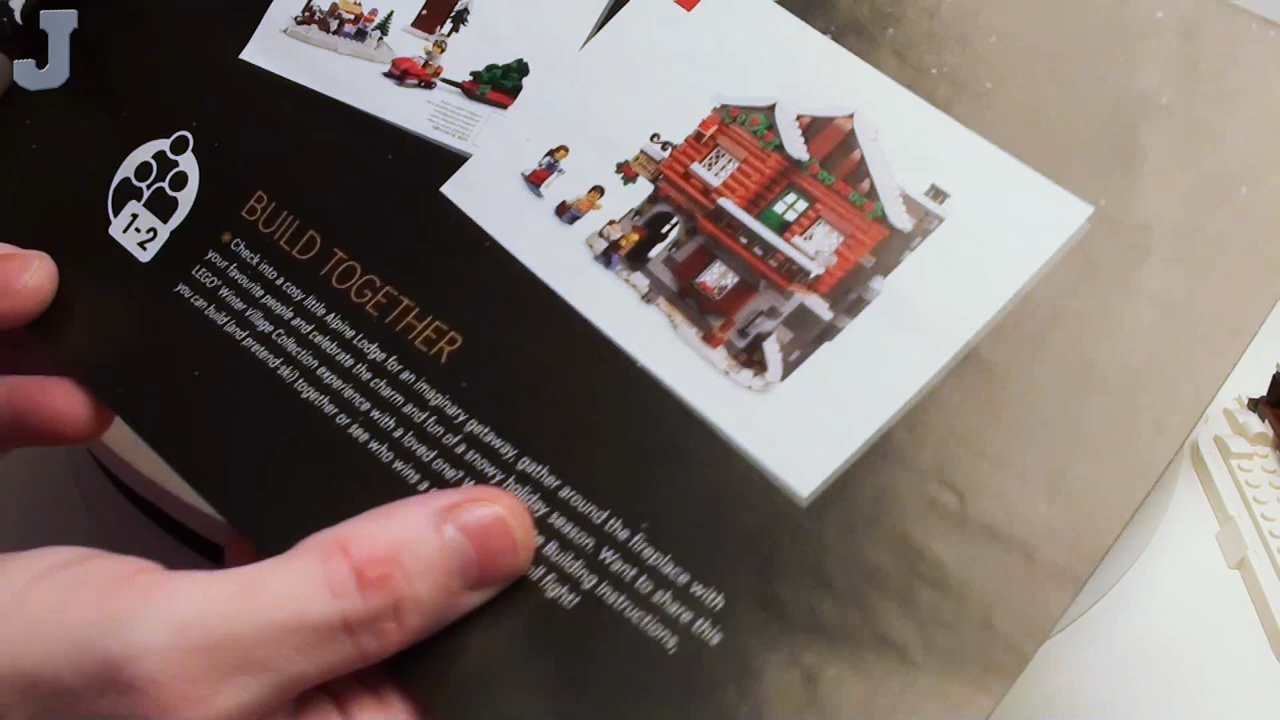 J
1-2
BUILD TOGETHER
Check into a cosy little Alpine Lodge for an imaginary getaway, gather around the fireplace with
your favourite people and celebrate the charm and fun of a snowy holiday season. Want to share this
LEGO® Winter Village Collection experience with a loved one? building instructions,
you can build (and pretend-ski) together or see who wins a fight!